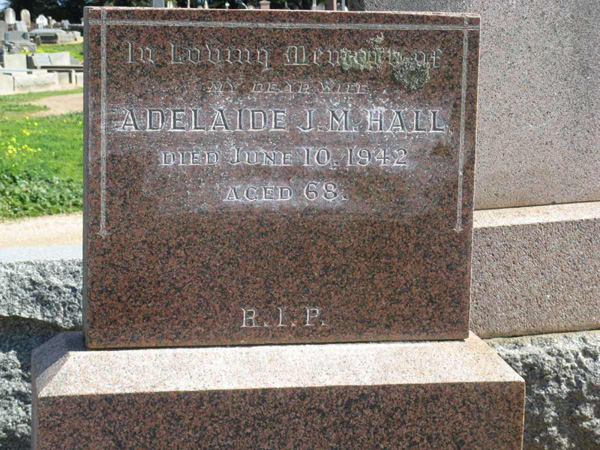 In Loving Memory of
MY DEAR WIFE
ADELAIDE J. M. HALL
DIED JUNE 10, 1942
AGED 68.
R.I.P.